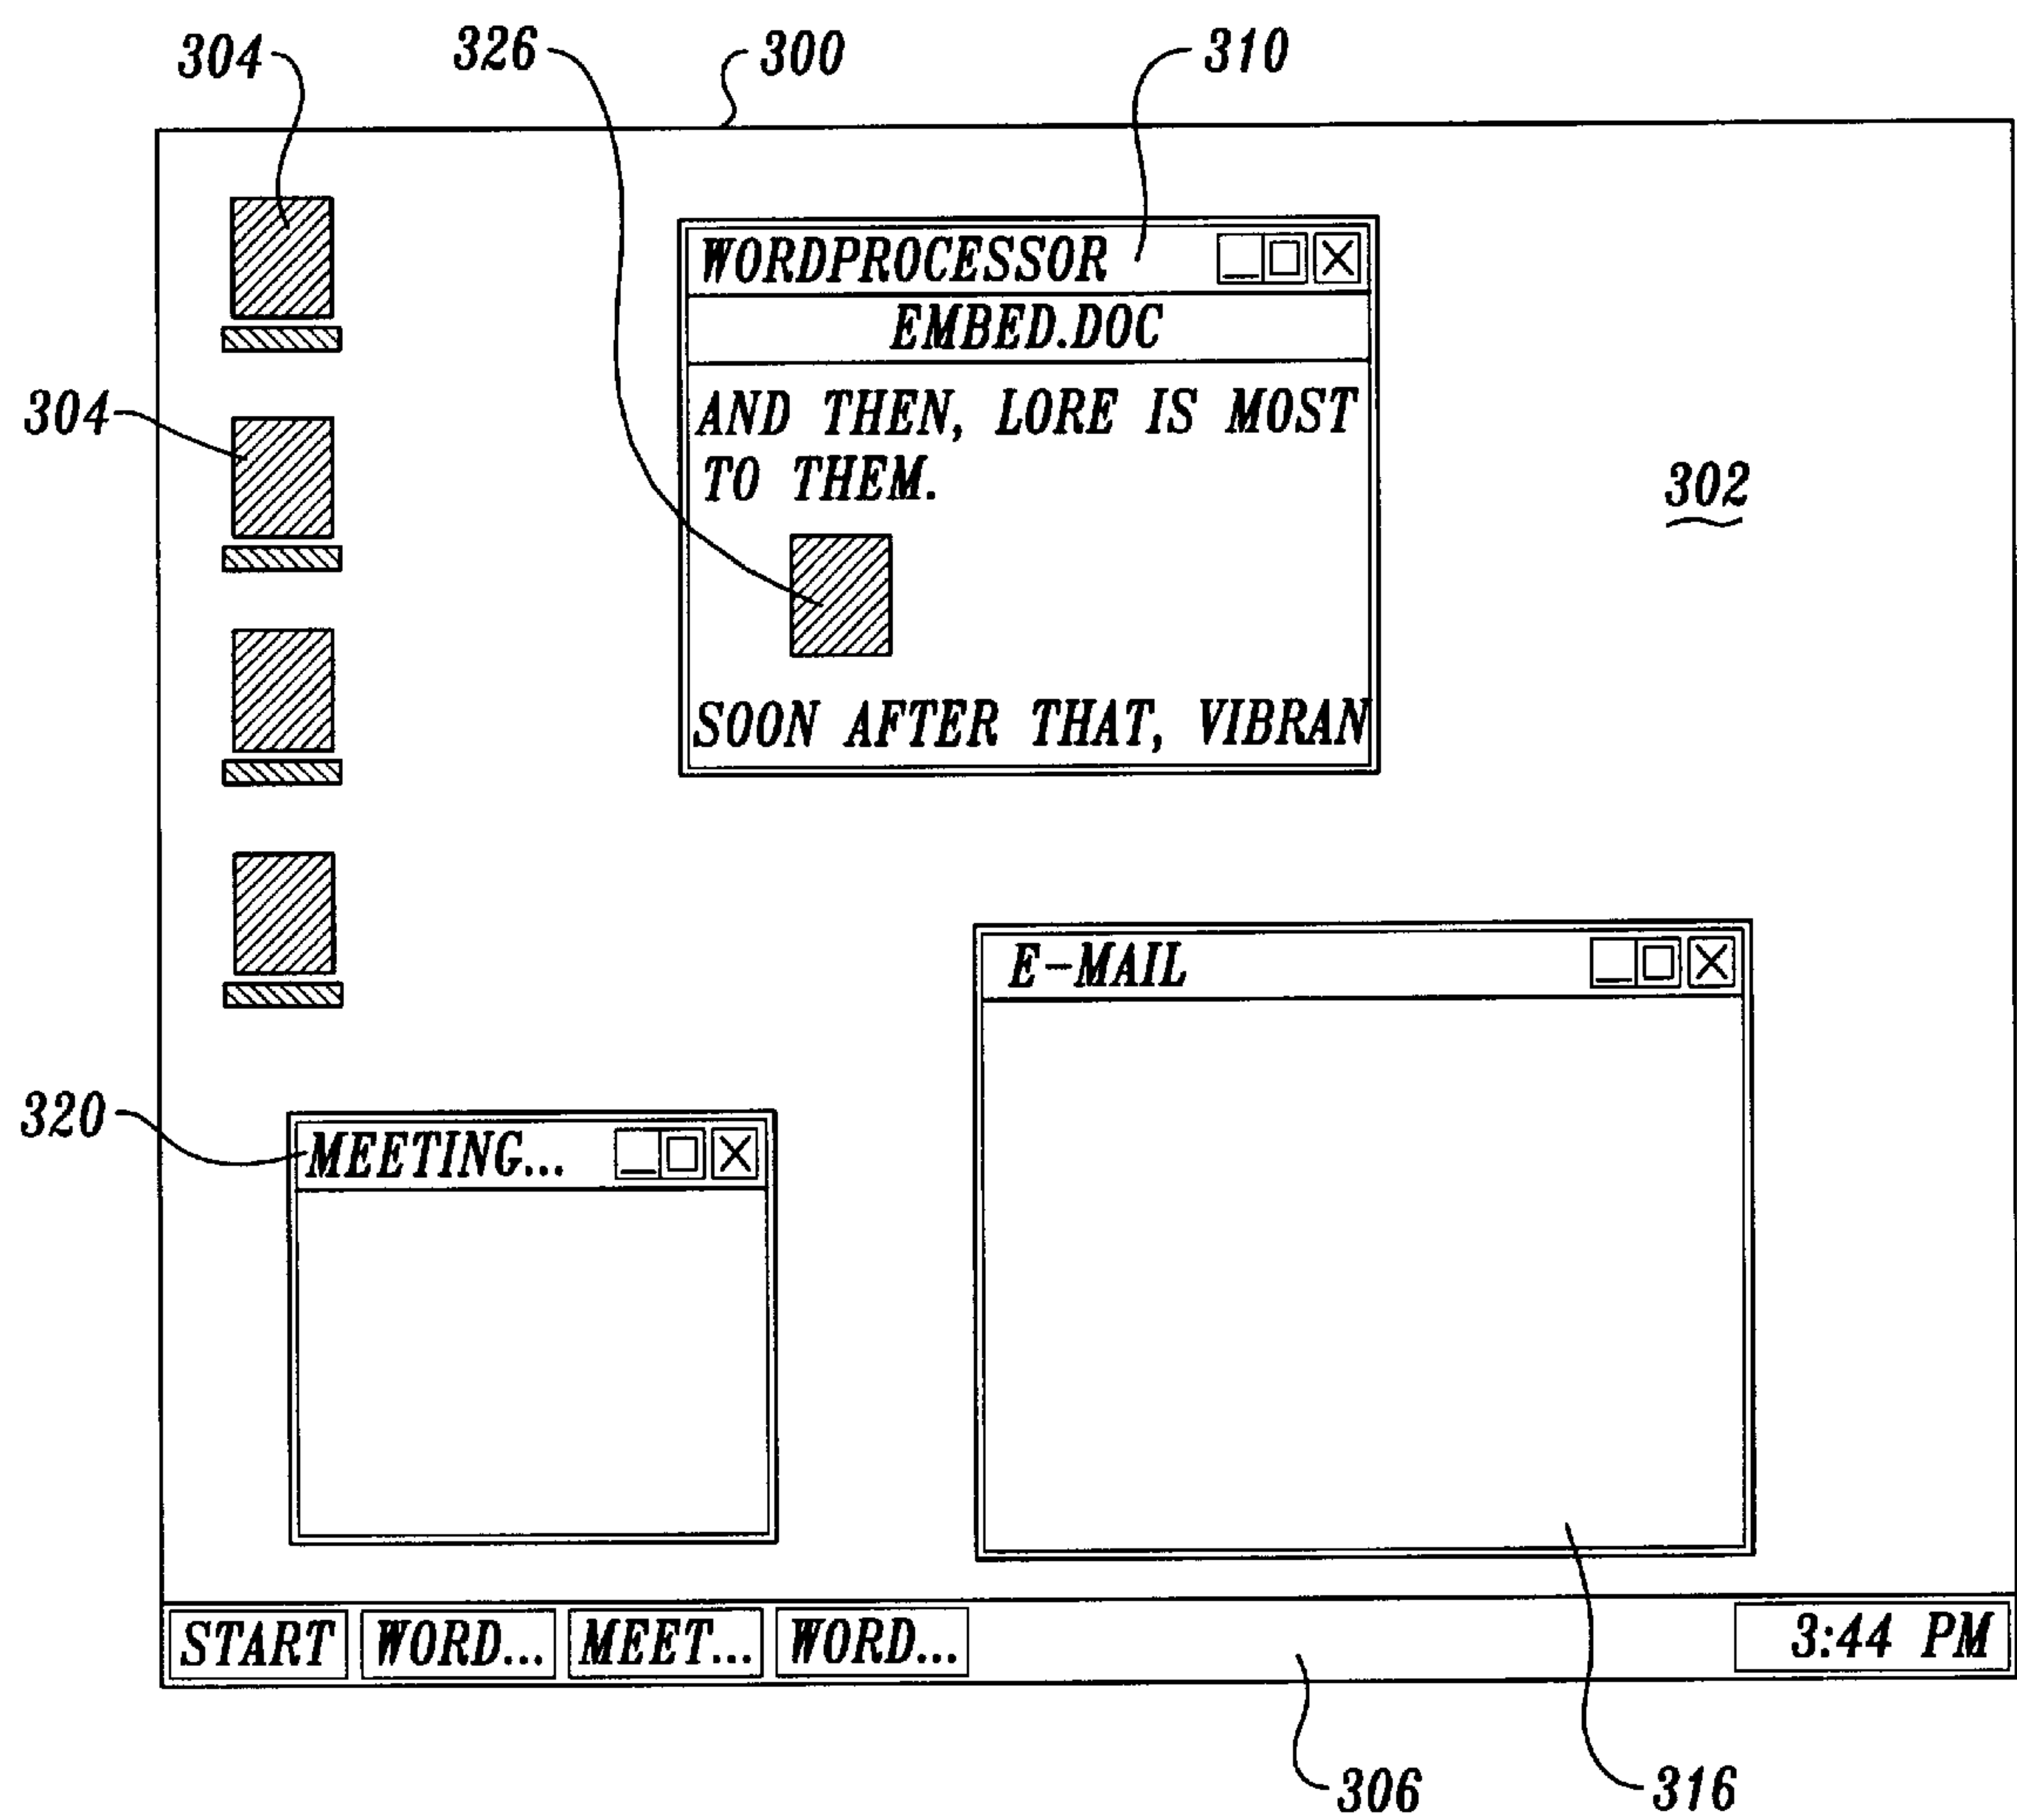 304
326
300
310
WORDPROCESSOR
EMBED.DOC
304
AND THEN, LORE IS MOST
TO THEM.
302
SOON AFTER THAT, VIBRAN
E-MAIL
320
MEETING...
START WORD... MEET... WORD... 3:44 PM
306
316